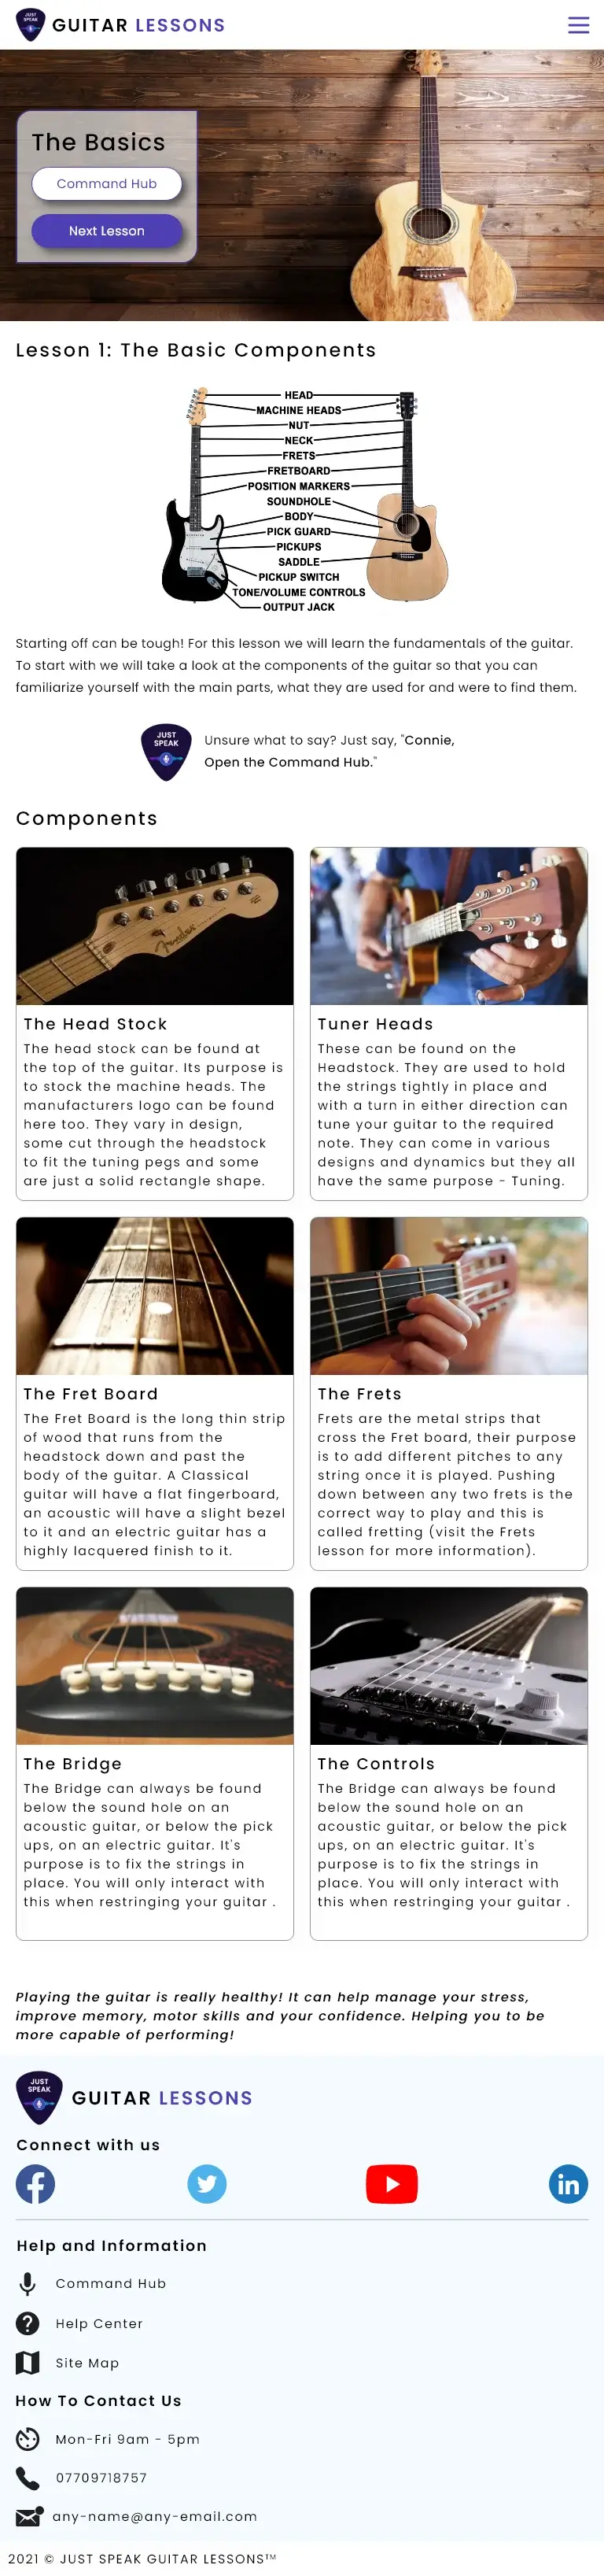 JUST
SPEAK
GUITAR LESSONS
The Basics
Command Hub
Next Lesson
Lesson 1: The Basic Components
HEAD
MACHINE HEADS
NUT
NECK
FRETS
FRETBOARD
POSITION MARKERS
SOUNDHOLE
BODY
PICK GUARD
PICKUPS
SADDLE
PICKUP SWITCH
TONE/VOLUME CONTROLS
OUTPUT JACK
Starting off can be tough! For this lesson we will learn the fundamentals of the guitar.
To start with we will take a look at the components of the guitar so that you can
familiarize yourself with the main parts, what they are used for and were to find them.
JUST
SPEAK
Unsure what to say? Just say, "Connie,
Open the Command Hub."
Components
Fender
The Head Stock
The head stock can be found at
the top of the guitar. Its purpose is
to stock the machine heads. The
manufacturers logo can be found
here too. They vary in design,
some cut through the headstock
to fit the tuning pegs and some
are just a solid rectangle shape.
Tuner Heads
These can be found on the
Headstock. They are used to hold
the strings tightly in place and
with a turn in either direction can
tune your guitar to the required
note. They can come in various
designs and dynamics but they all
have the same purpose - Tuning.
The Fret Board
The Fret Board is the long thin strip
of wood that runs from the
headstock down and past the
body of the guitar. A Classical
guitar will have a flat fingerboard,
an acoustic will have a slight bezel
to it and an electric guitar has a
highly lacquered finish to it.
The Frets
Frets are the metal strips that
cross the Fret board, their purpose
is to add different pitches to any
string once it is played. Pushing
down between any two frets is the
correct way to play and this is
called fretting (visit the Frets
lesson for more information).
The Bridge
The Bridge can always be found
below the sound hole on an
acoustic guitar, or below the pick
ups, on an electric guitar. It's
purpose is to fix the strings in
place. You will only interact with
this when restringing your guitar .
The Controls
The Bridge can always be found
below the sound hole on an
acoustic guitar, or below the pick
ups, on an electric guitar. It's
purpose is to fix the strings in
place. You will only interact with
this when restringing your guitar .
Playing the guitar is really healthy! It can help manage your stress,
improve memory, motor skills and your confidence. Helping you to be
more capable of performing!
JUST
SPEAK
GUITAR LESSONS
Connect with us
Help and Information
Command Hub
Help Center
Site Map
How To Contact Us
Mon-Fri 9am - 5pm
07709718757
any-name@any-email.com
2021 © JUST SPEAK GUITAR LESSONS™